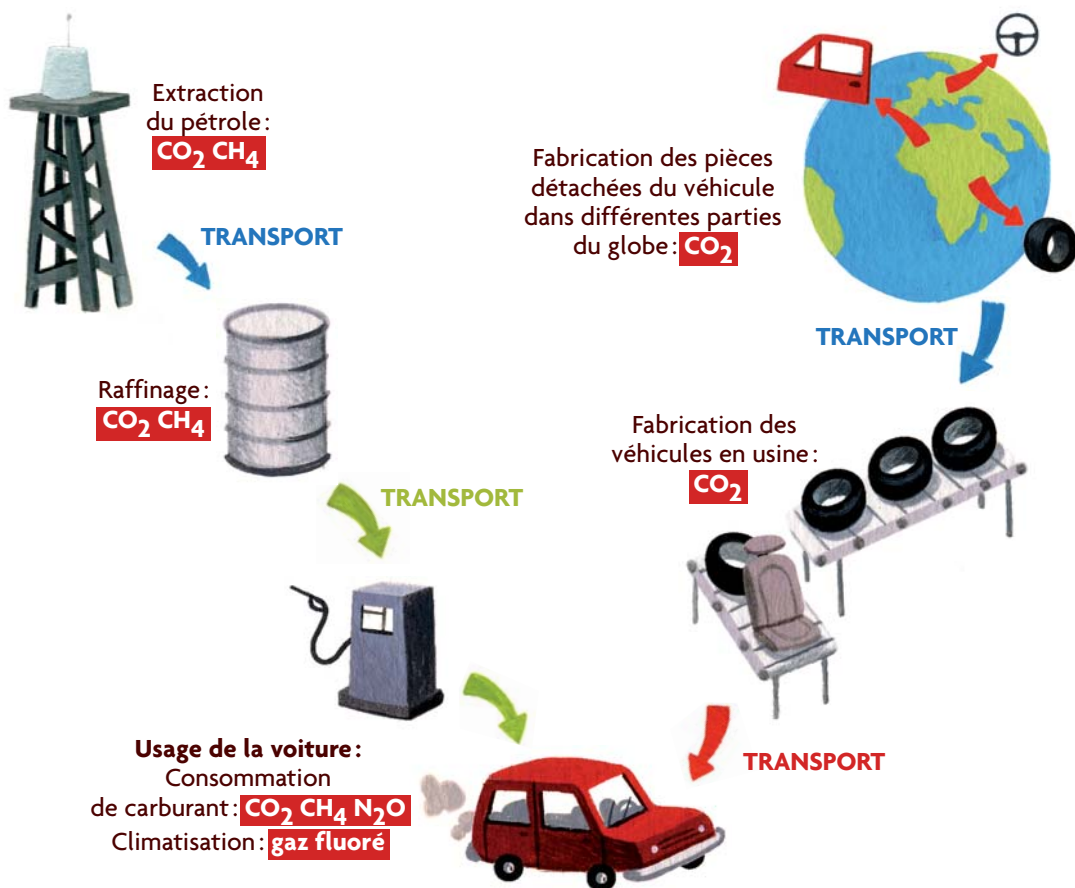 Extraction
du pétrole :
CO₂ CH₄
TRANSPORT
Raffinage :
CO₂ CH₄
TRANSPORT
Usage de la voiture :
Consommation
de carburant : CO₂ CH₄ N₂O
Climatisation : gaz fluoré
Fabrication des pièces
détachées du véhicule
dans différentes parties
du globe : CO₂
TRANSPORT
Fabrication des
véhicules en usine :
CO₂
TRANSPORT